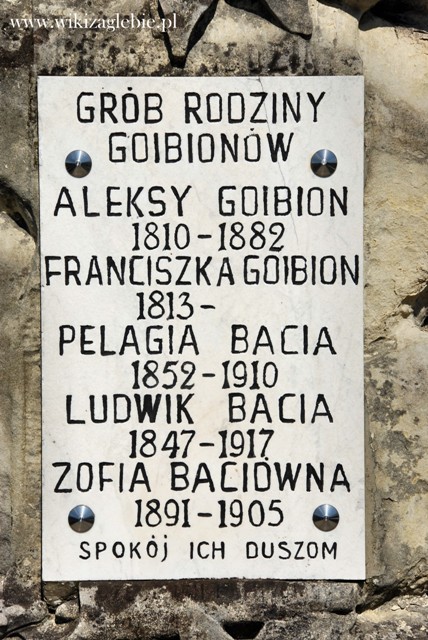 www.wikizaglebie.pl
GRÓB RODZINY
GOIBIONÓW
ALEKSY GOIBION
1810-1882
FRANCISZKA GOIBION
1813-
PELAGIA BACIA
1852-1910
LUDWIK BACIA
1847-1917
ZOFIA BACIÓWNA
1891-1905
SPOKÓJ ICH DUSZOM